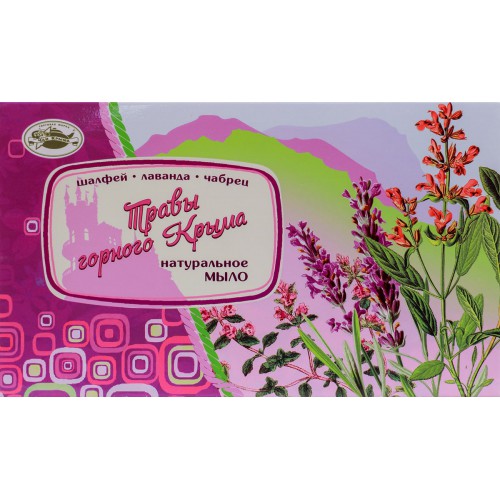 шалфей • лаванда • чабрец
Травы
горного Крыма
натуральное
МЫЛО